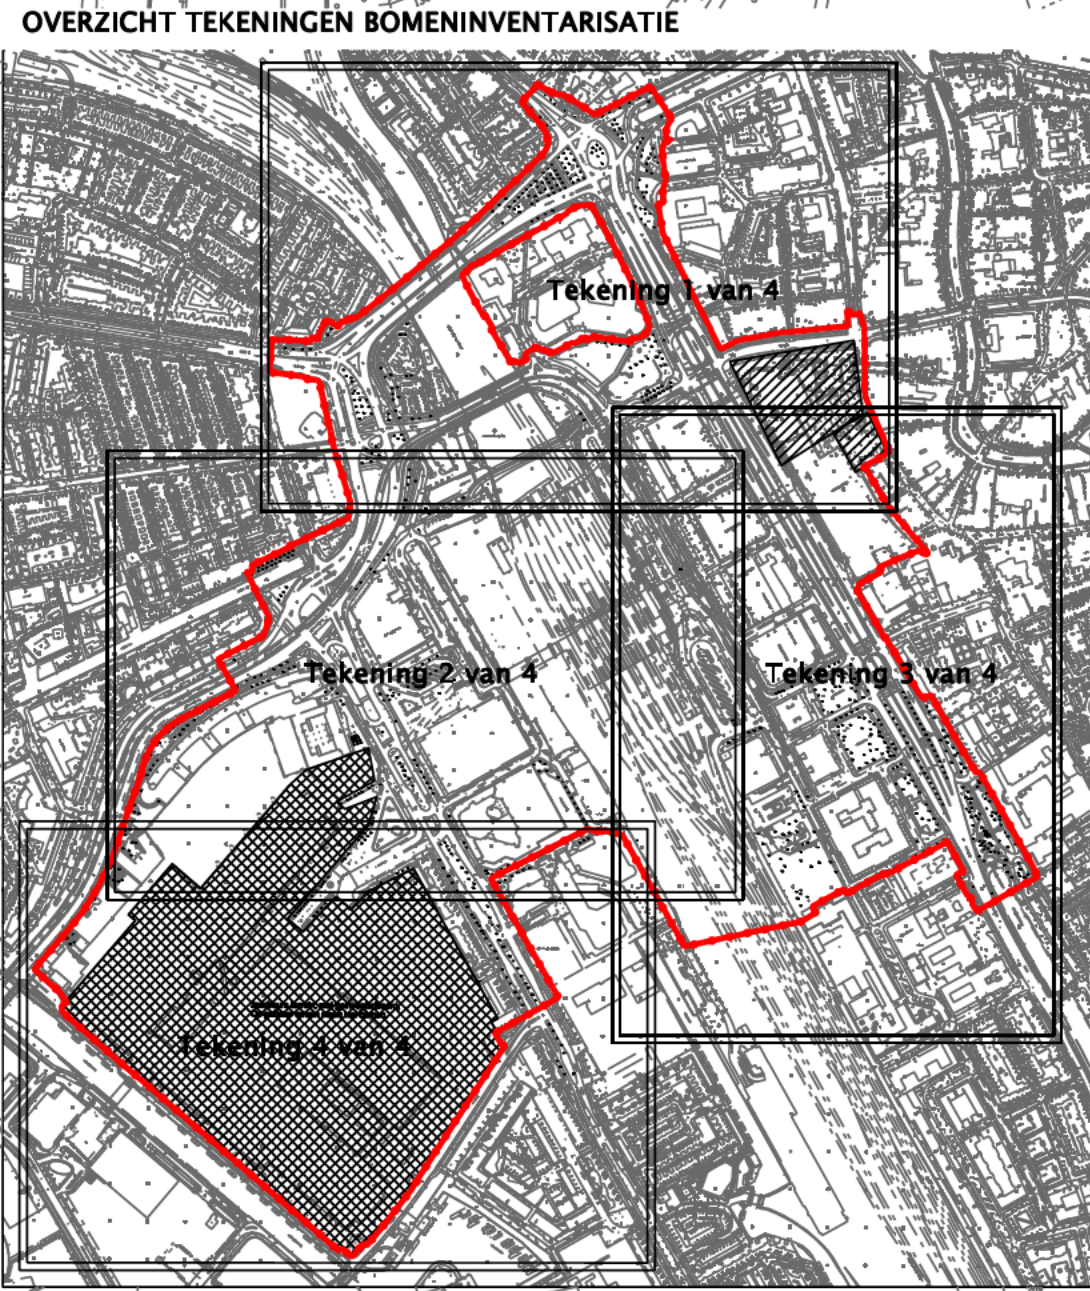 OVERZICHT TEKENINGEN BOMENINVENTARISATIE
Tekening 1 van 4
Tekening 2 van 4
Tekening 3 van 4
Tekening 4 van 4